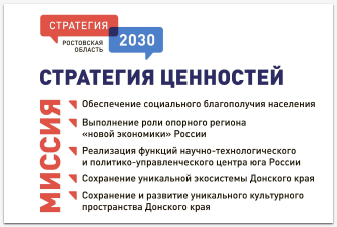 СТРАТЕГИЯ
РОСТОВСКАЯ
ОБЛАСТЬ
2030
СТРАТЕГИЯ ЦЕННОСТЕЙ
МИССИЯ
Обеспечение социального благополучия населения
Выполнение роли опорного региона
«новой экономики» России
Реализация функций научно-технологического
и политико-управленческого центра юга России
Сохранение уникальной экосистемы Донского края
Сохранение и развитие уникального культурного
пространства Донского края